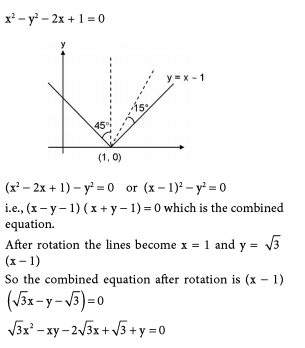 x² − y² − 2x + 1 = 0
y
y = x − 1
15°
45°
x
(1, 0)
(x² − 2x + 1) − y² = 0 or (x − 1)² − y² = 0
i.e., (x − y − 1) ( x + y − 1) = 0 which is the combined
equation.
After rotation the lines become x = 1 and y = √3
(x − 1)
So the combined equation after rotation is (x − 1)
(√3x − y − √3) = 0
√3x² − xy − 2√3x + √3 + y = 0